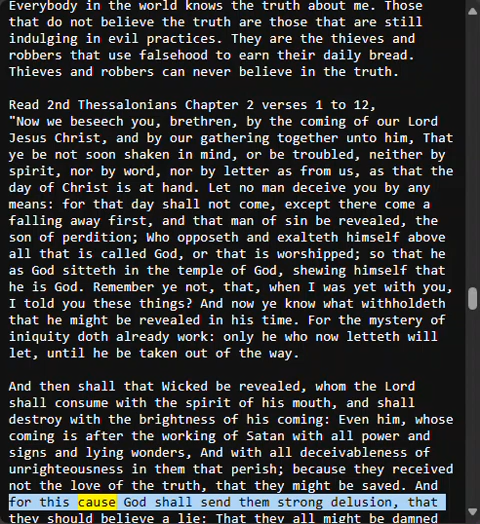 Everybody in the world knows the truth about me. Those
that do not believe the truth are those that are still
indulging in evil practices. They are the thieves and
robbers that use falsehood to earn their daily bread.
Thieves and robbers can never believe in the truth.

Read 2nd Thessalonians Chapter 2 verses 1 to 12,
"Now we beseech you, brethren, by the coming of our Lord
Jesus Christ, and by our gathering together unto him, That
ye be not soon shaken in mind, or be troubled, neither by
spirit, nor by word, nor by letter as from us, as that the
day of Christ is at hand. Let no man deceive you by any
means: for that day shall not come, except there come a
falling away first, and that man of sin be revealed, the
son of perdition; Who opposeth and exalteth himself above
all that is called God, or that is worshipped; so that he
as God sitteth in the temple of God, shewing himself that
he is God. Remember ye not, that, when I was yet with you,
I told you these things? And now ye know what withholdeth
that he might be revealed in his time. For the mystery of
iniquity doth already work: only he who now letteth will
let, until he be taken out of the way.

And then shall that Wicked be revealed, whom the Lord
shall consume with the spirit of his mouth, and shall
destroy with the brightness of his coming: Even him, whose
coming is after the working of Satan with all power and
signs and lying wonders, And with all deceivableness of
unrighteousness in them that perish; because they received
not the love of the truth, that they might be saved. And
for this cause God shall send them strong delusion, that
they should believe a lie: That they all might be damned